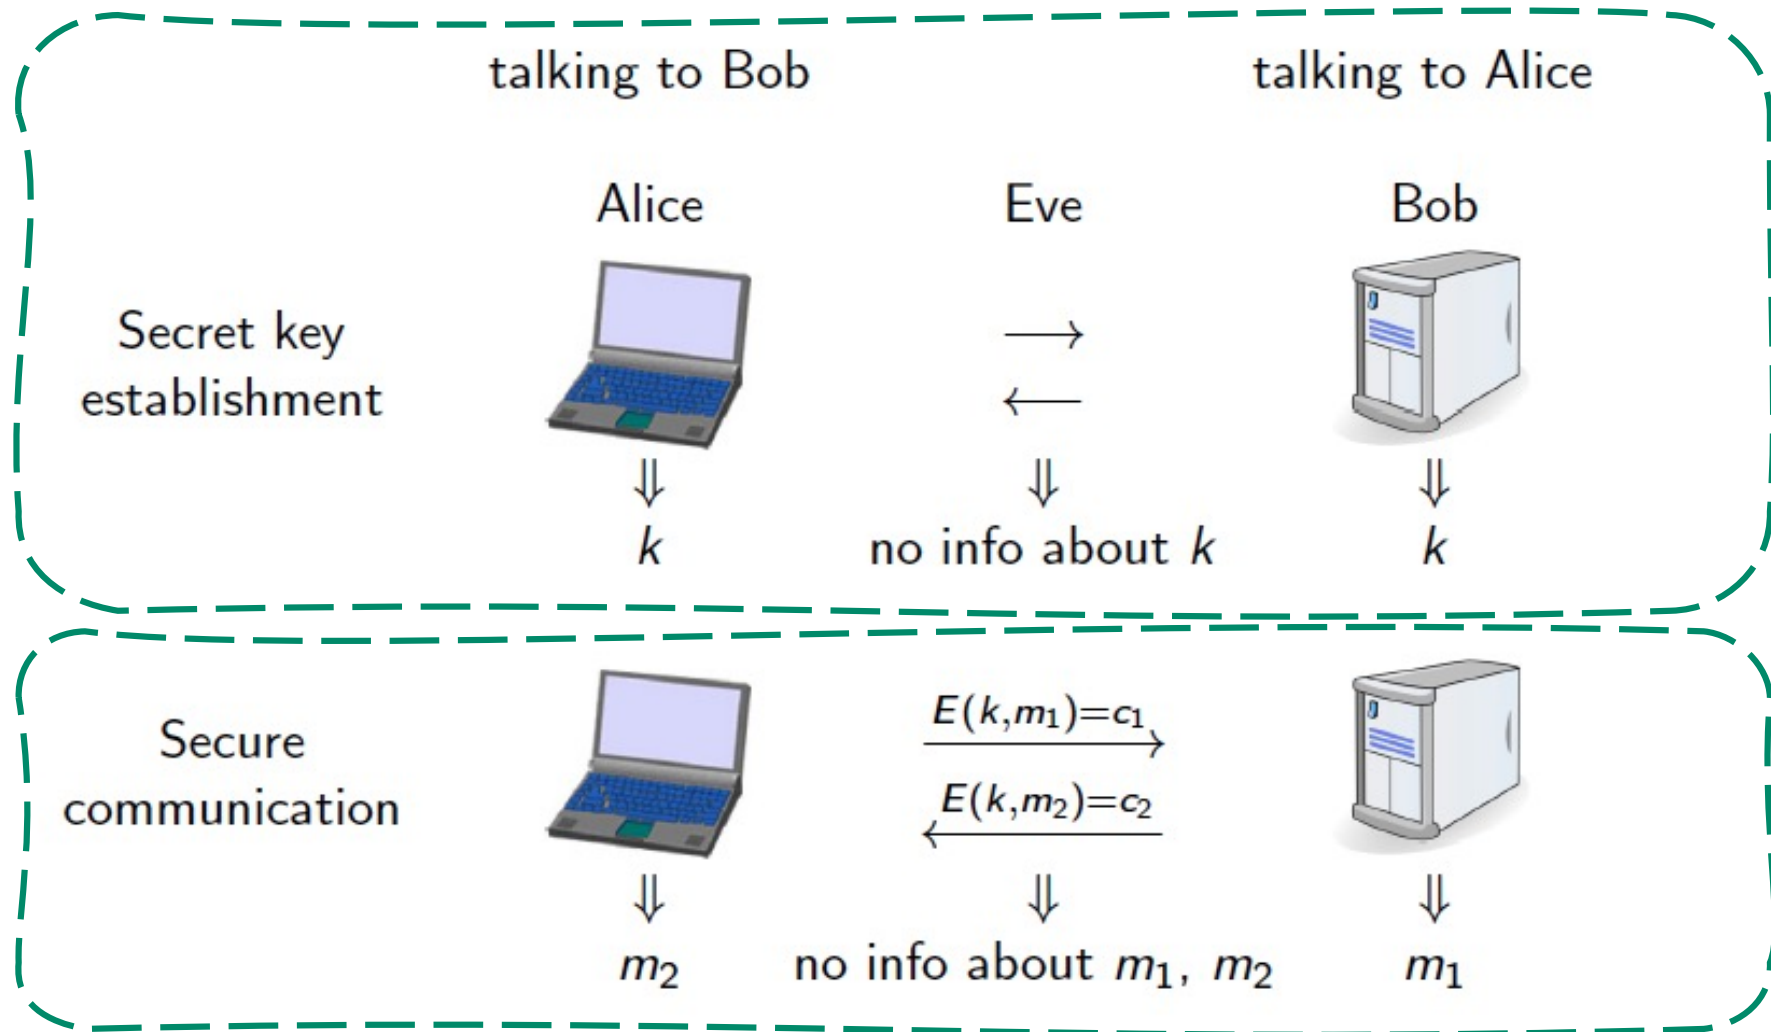 talking to Bob
talking to Alice
Alice
Eve
Bob
Secret key
establishment
→
←
⇓ ⇓ ⇓
k
no info about k
k
Secure
communication
E(k,m₁)=c₁
E(k,m₂)=c₂
⇓ ⇓ ⇓
m₂
no info about m₁, m₂
m₁